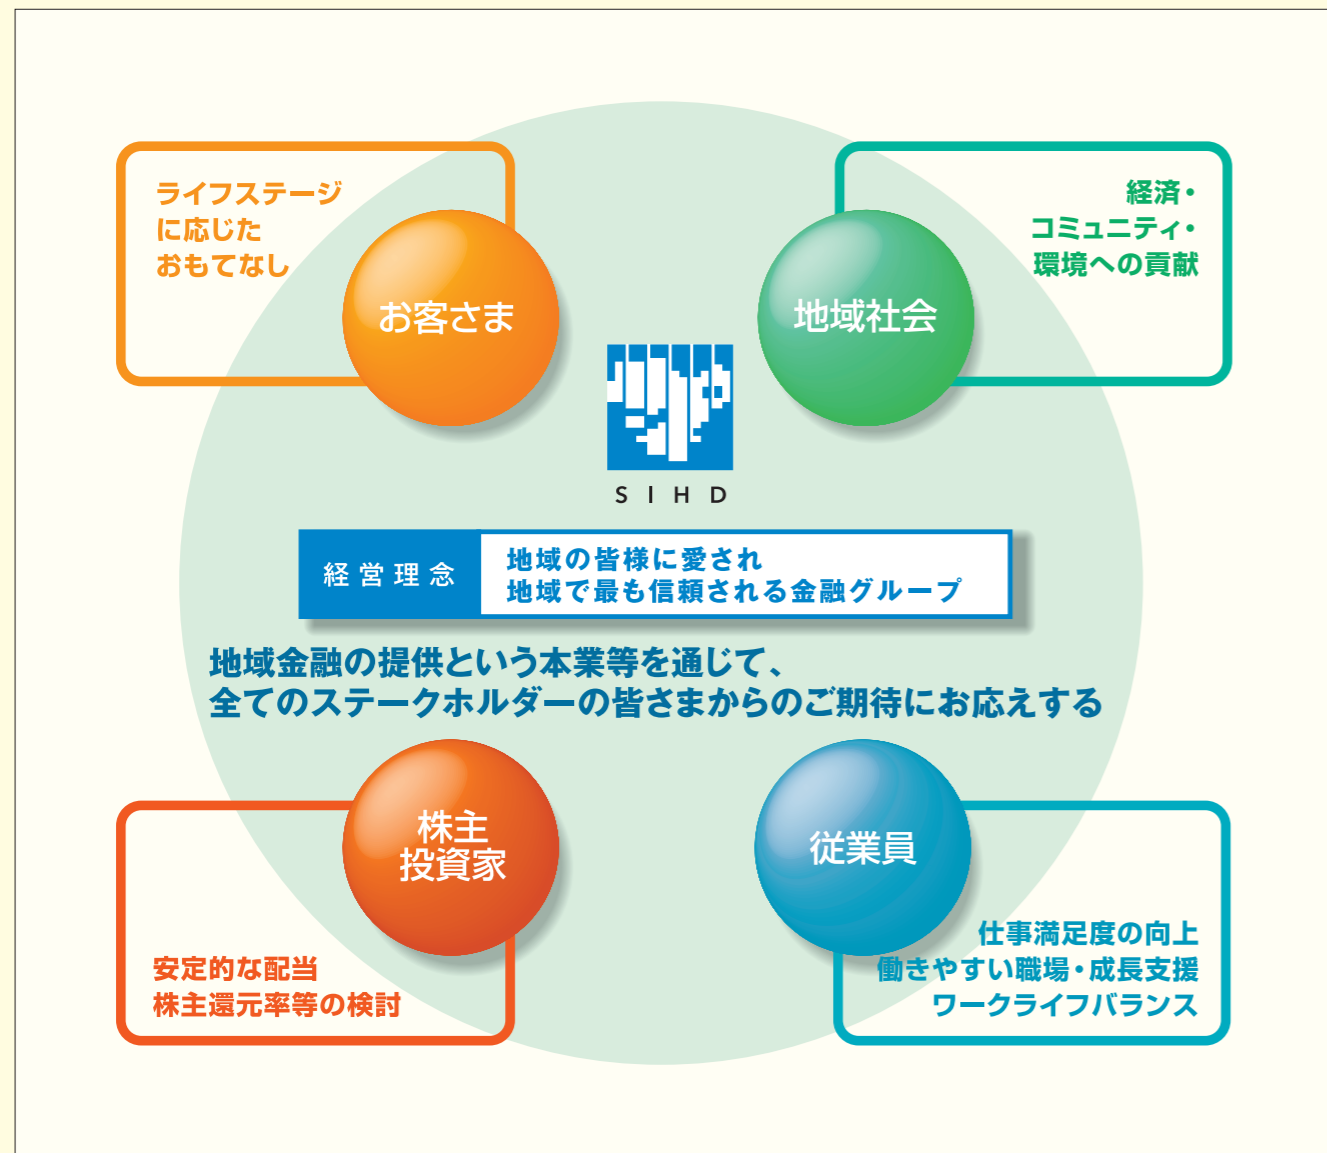 ライフステージ
に応じた
おもてなし
お客さま
経済・
コミュニティ・
環境への貢献
地域社会
SIHD
経営理念
地域の皆様に愛され
地域で最も信頼される金融グループ
地域金融の提供という本業等を通じて、
全てのステークホルダーの皆さまからのご期待にお応えする
株主
投資家
安定的な配当
株主還元率等の検討
従業員
仕事満足度の向上
働きやすい職場・成長支援
ワークライフバランス